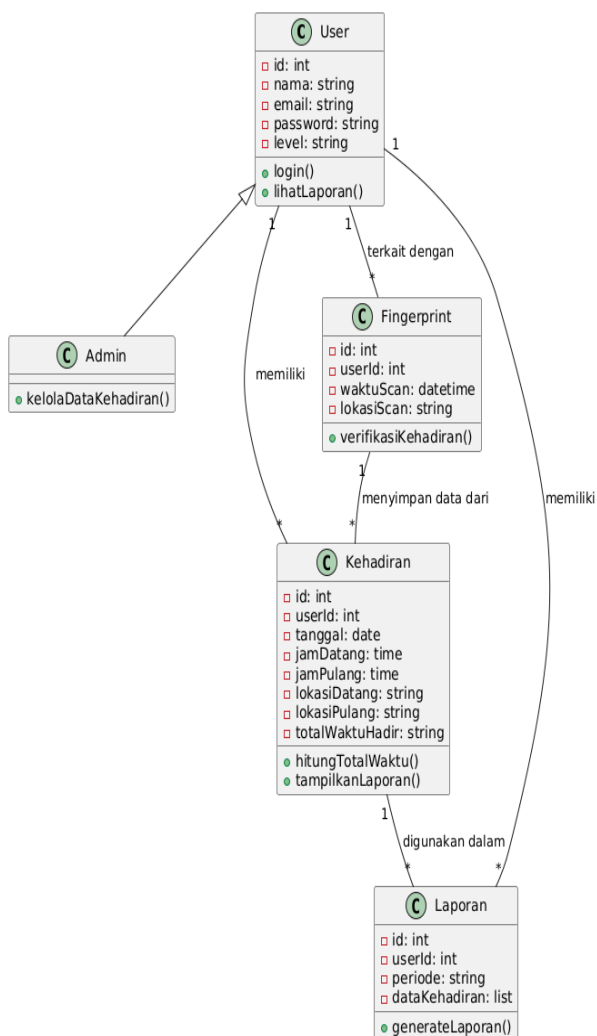 C User
id: int
nama: string
email: string
password: string
level: string
login()
lihatLaporan()
1
1
1
terkait dengan
*
C Admin
kelolaDataKehadiran()
memiliki
C Fingerprint
id: int
userId: int
waktuScan: datetime
lokasiScan: string
verifikasiKehadiran()
1
menyimpan data dari
memiliki
*
*
C Kehadiran
id: int
userId: int
tanggal: date
jamDatang: time
jamPulang: time
lokasiDatang: string
lokasiPulang: string
totalWaktuHadir: string
hitungTotalWaktu()
tampilkanLaporan()
1
digunakan dalam
*
*
C Laporan
id: int
userId: int
periode: string
dataKehadiran: list
generateLaporan()